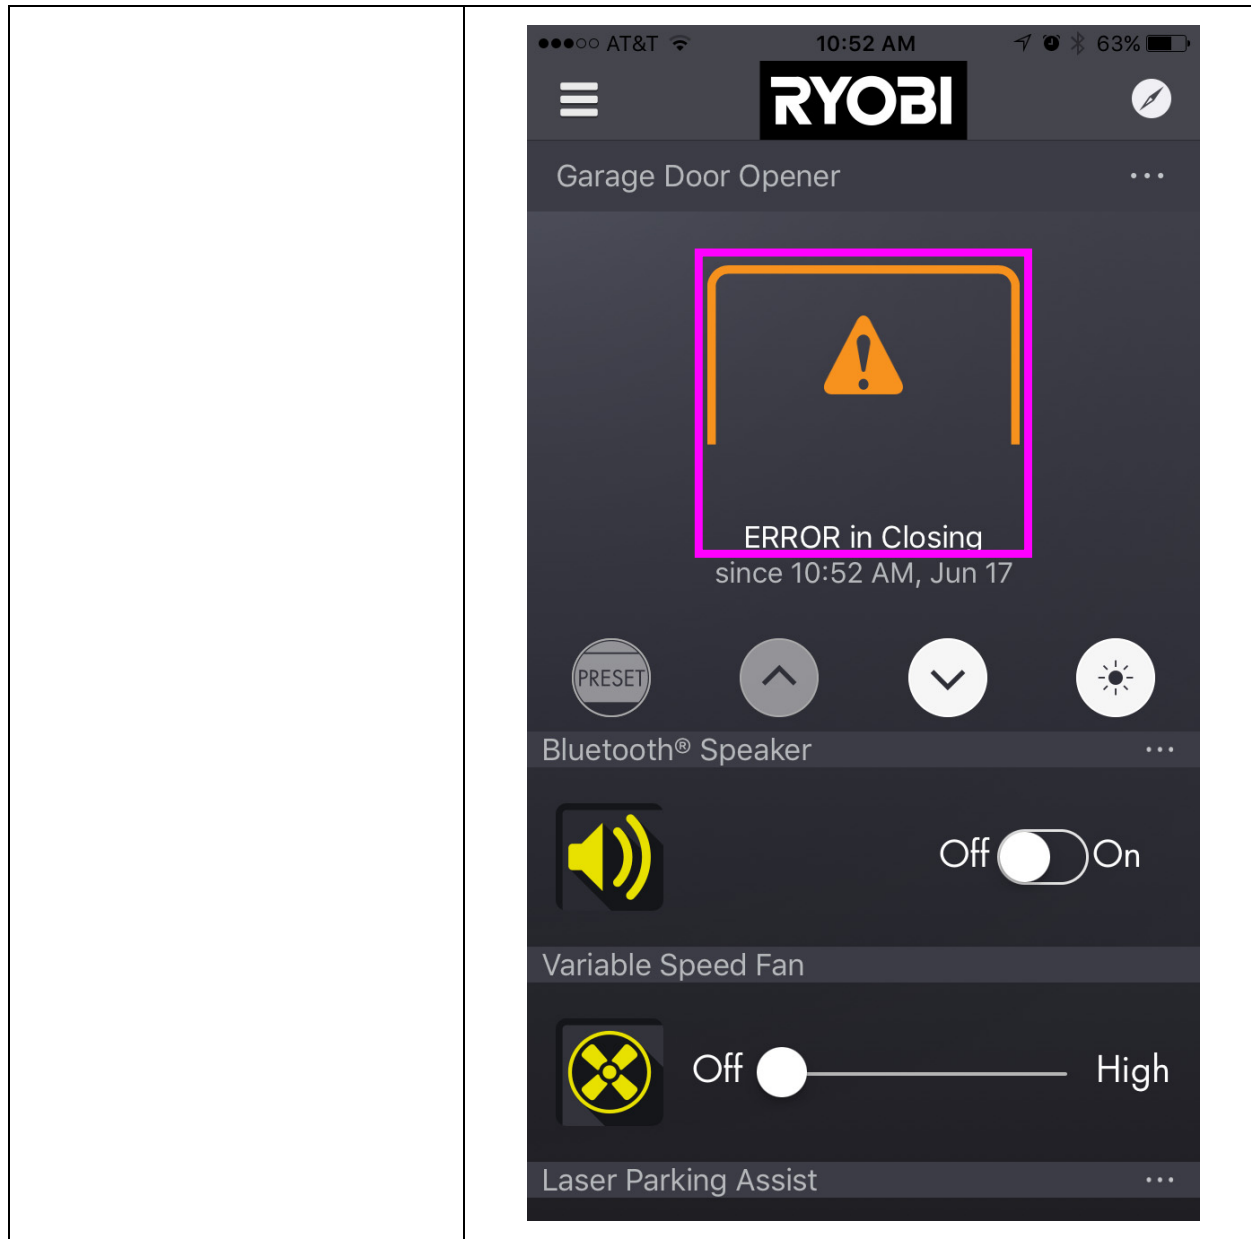 AT&T 10:52 AM 63%
RYOBI
Garage Door Opener
ERROR in Closing
since 10:52 AM, Jun 17
PRESET
Bluetooth® Speaker
Off On
Variable Speed Fan
Off High
Laser Parking Assist